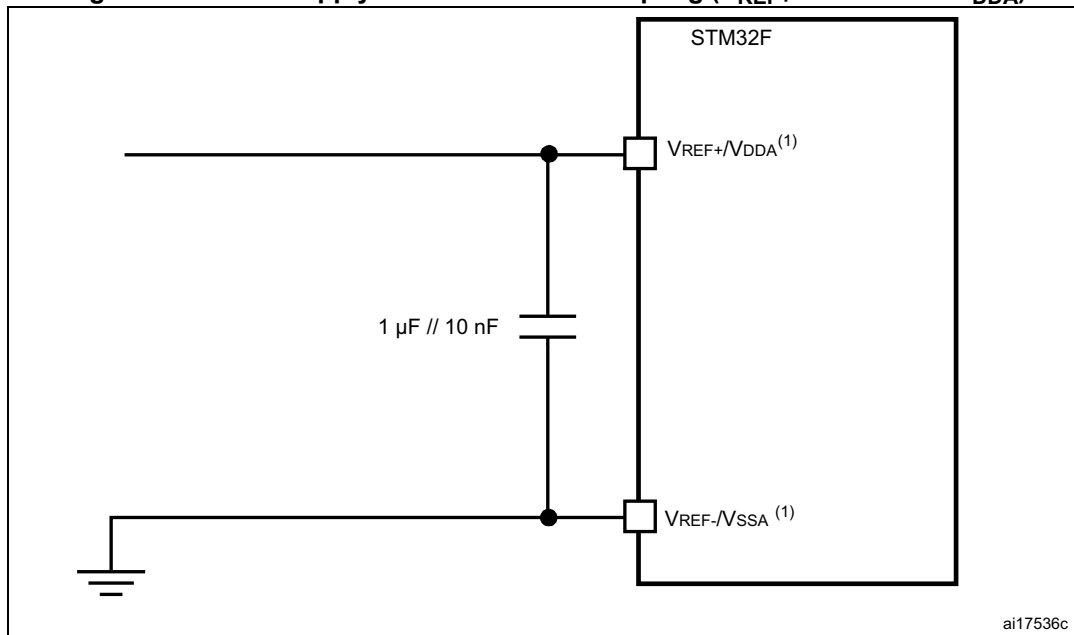 STM32F
VREF+/VDDA(1)
1 µF // 10 nF
VREF-/VSSA (1)
ai17536c